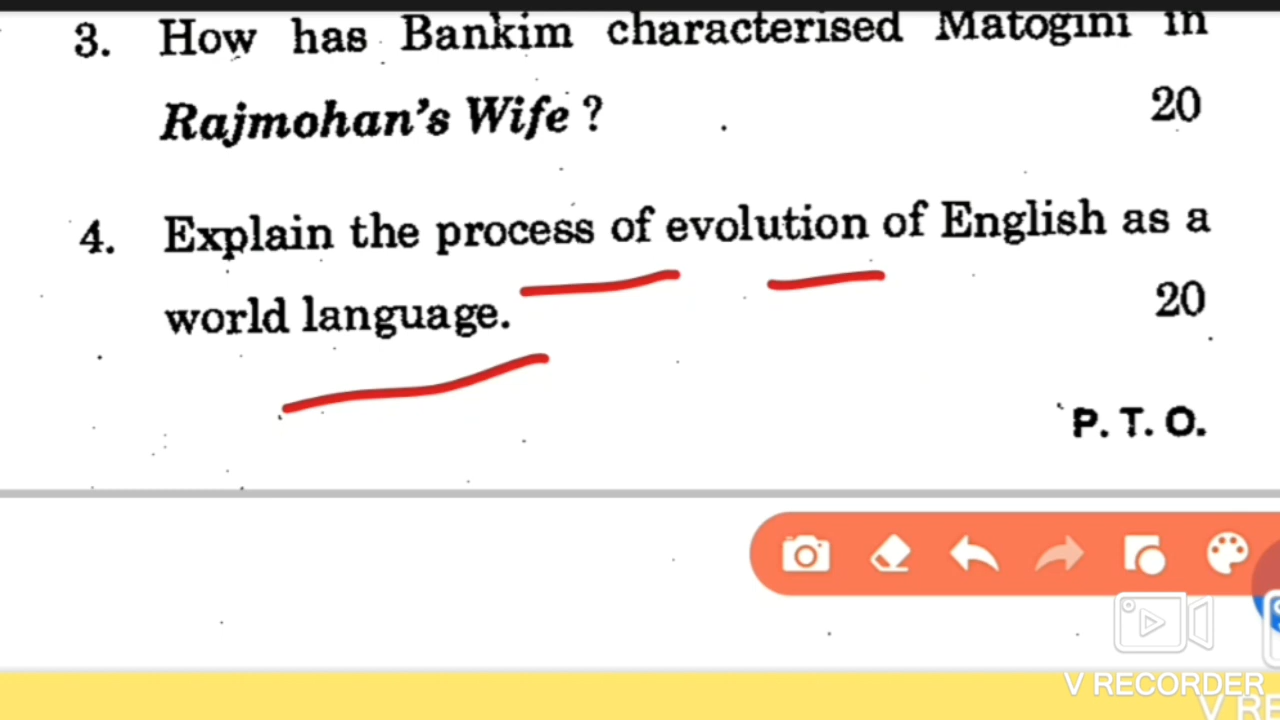 3. How has Bankim characterised Matogini in
Rajmohan's Wife ? 20
4. Explain the process of evolution of English as a
world language. 20
P. T. O.
V RECORDER
V RE